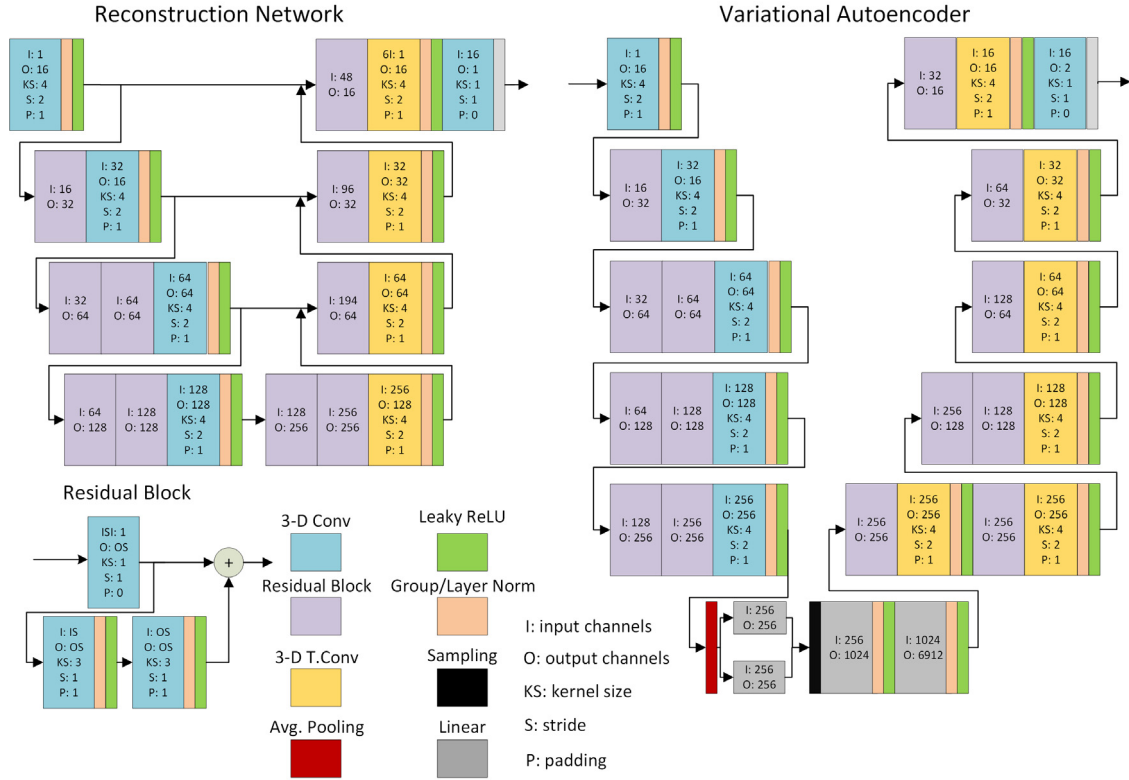 Reconstruction Network
I: 1
O: 16
KS: 4
S: 2
P: 1
I: 48
O: 16
6I: 1
O: 16
KS: 4
S: 2
P: 1
I: 16
O: 1
KS: 1
S: 1
P: 0
I: 16
O: 32
I: 32
O: 16
KS: 4
S: 2
P: 1
I: 96
O: 32
I: 32
O: 32
KS: 4
S: 2
P: 1
I: 32
O: 64
I: 64
O: 64
I: 64
O: 64
KS: 4
S: 2
P: 1
I: 194
O: 64
I: 64
O: 64
KS: 4
S: 2
P: 1
I: 64
O: 128
I: 128
O: 128
I: 128
O: 128
KS: 4
S: 2
P: 1
I: 128
O: 256
I: 256
O: 256
I: 256
O: 128
KS: 4
S: 2
P: 1
Variational Autoencoder
I: 1
O: 16
KS: 4
S: 2
P: 1
I: 32
O: 16
I: 16
O: 16
KS: 4
S: 2
P: 1
I: 16
O: 2
KS: 1
S: 1
P: 0
I: 16
O: 32
I: 32
O: 16
KS: 4
S: 2
P: 1
I: 64
O: 32
I: 32
O: 32
KS: 4
S: 2
P: 1
I: 32
O: 64
I: 64
O: 64
I: 64
O: 64
KS: 4
S: 2
P: 1
I: 128
O: 64
I: 64
O: 64
KS: 4
S: 2
P: 1
I: 64
O: 128
I: 128
O: 128
I: 128
O: 128
KS: 4
S: 2
P: 1
I: 256
O: 128
I: 128
O: 128
I: 128
O: 128
KS: 4
S: 2
P: 1
I: 128
O: 256
I: 256
O: 256
I: 256
O: 256
KS: 4
S: 2
P: 1
I: 256
O: 256
I: 256
O: 256
KS: 4
S: 2
P: 1
I: 256
O: 256
I: 256
O: 256
KS: 4
S: 2
P: 1
I: 256
O: 256
I: 256
O: 256
I: 256
O: 1024
I: 1024
O: 6912
Residual Block
ISI: 1
O: OS
KS: 1
S: 1
P: 0
+
I: IS
O: OS
KS: 3
S: 1
P: 1
I: OS
O: OS
KS: 3
S: 1
P: 1
3-D Conv
Leaky ReLU
Residual Block
Group/Layer Norm
3-D T.Conv
Sampling
Avg. Pooling
Linear
I: input channels
O: output channels
KS: kernel size
S: stride
P: padding